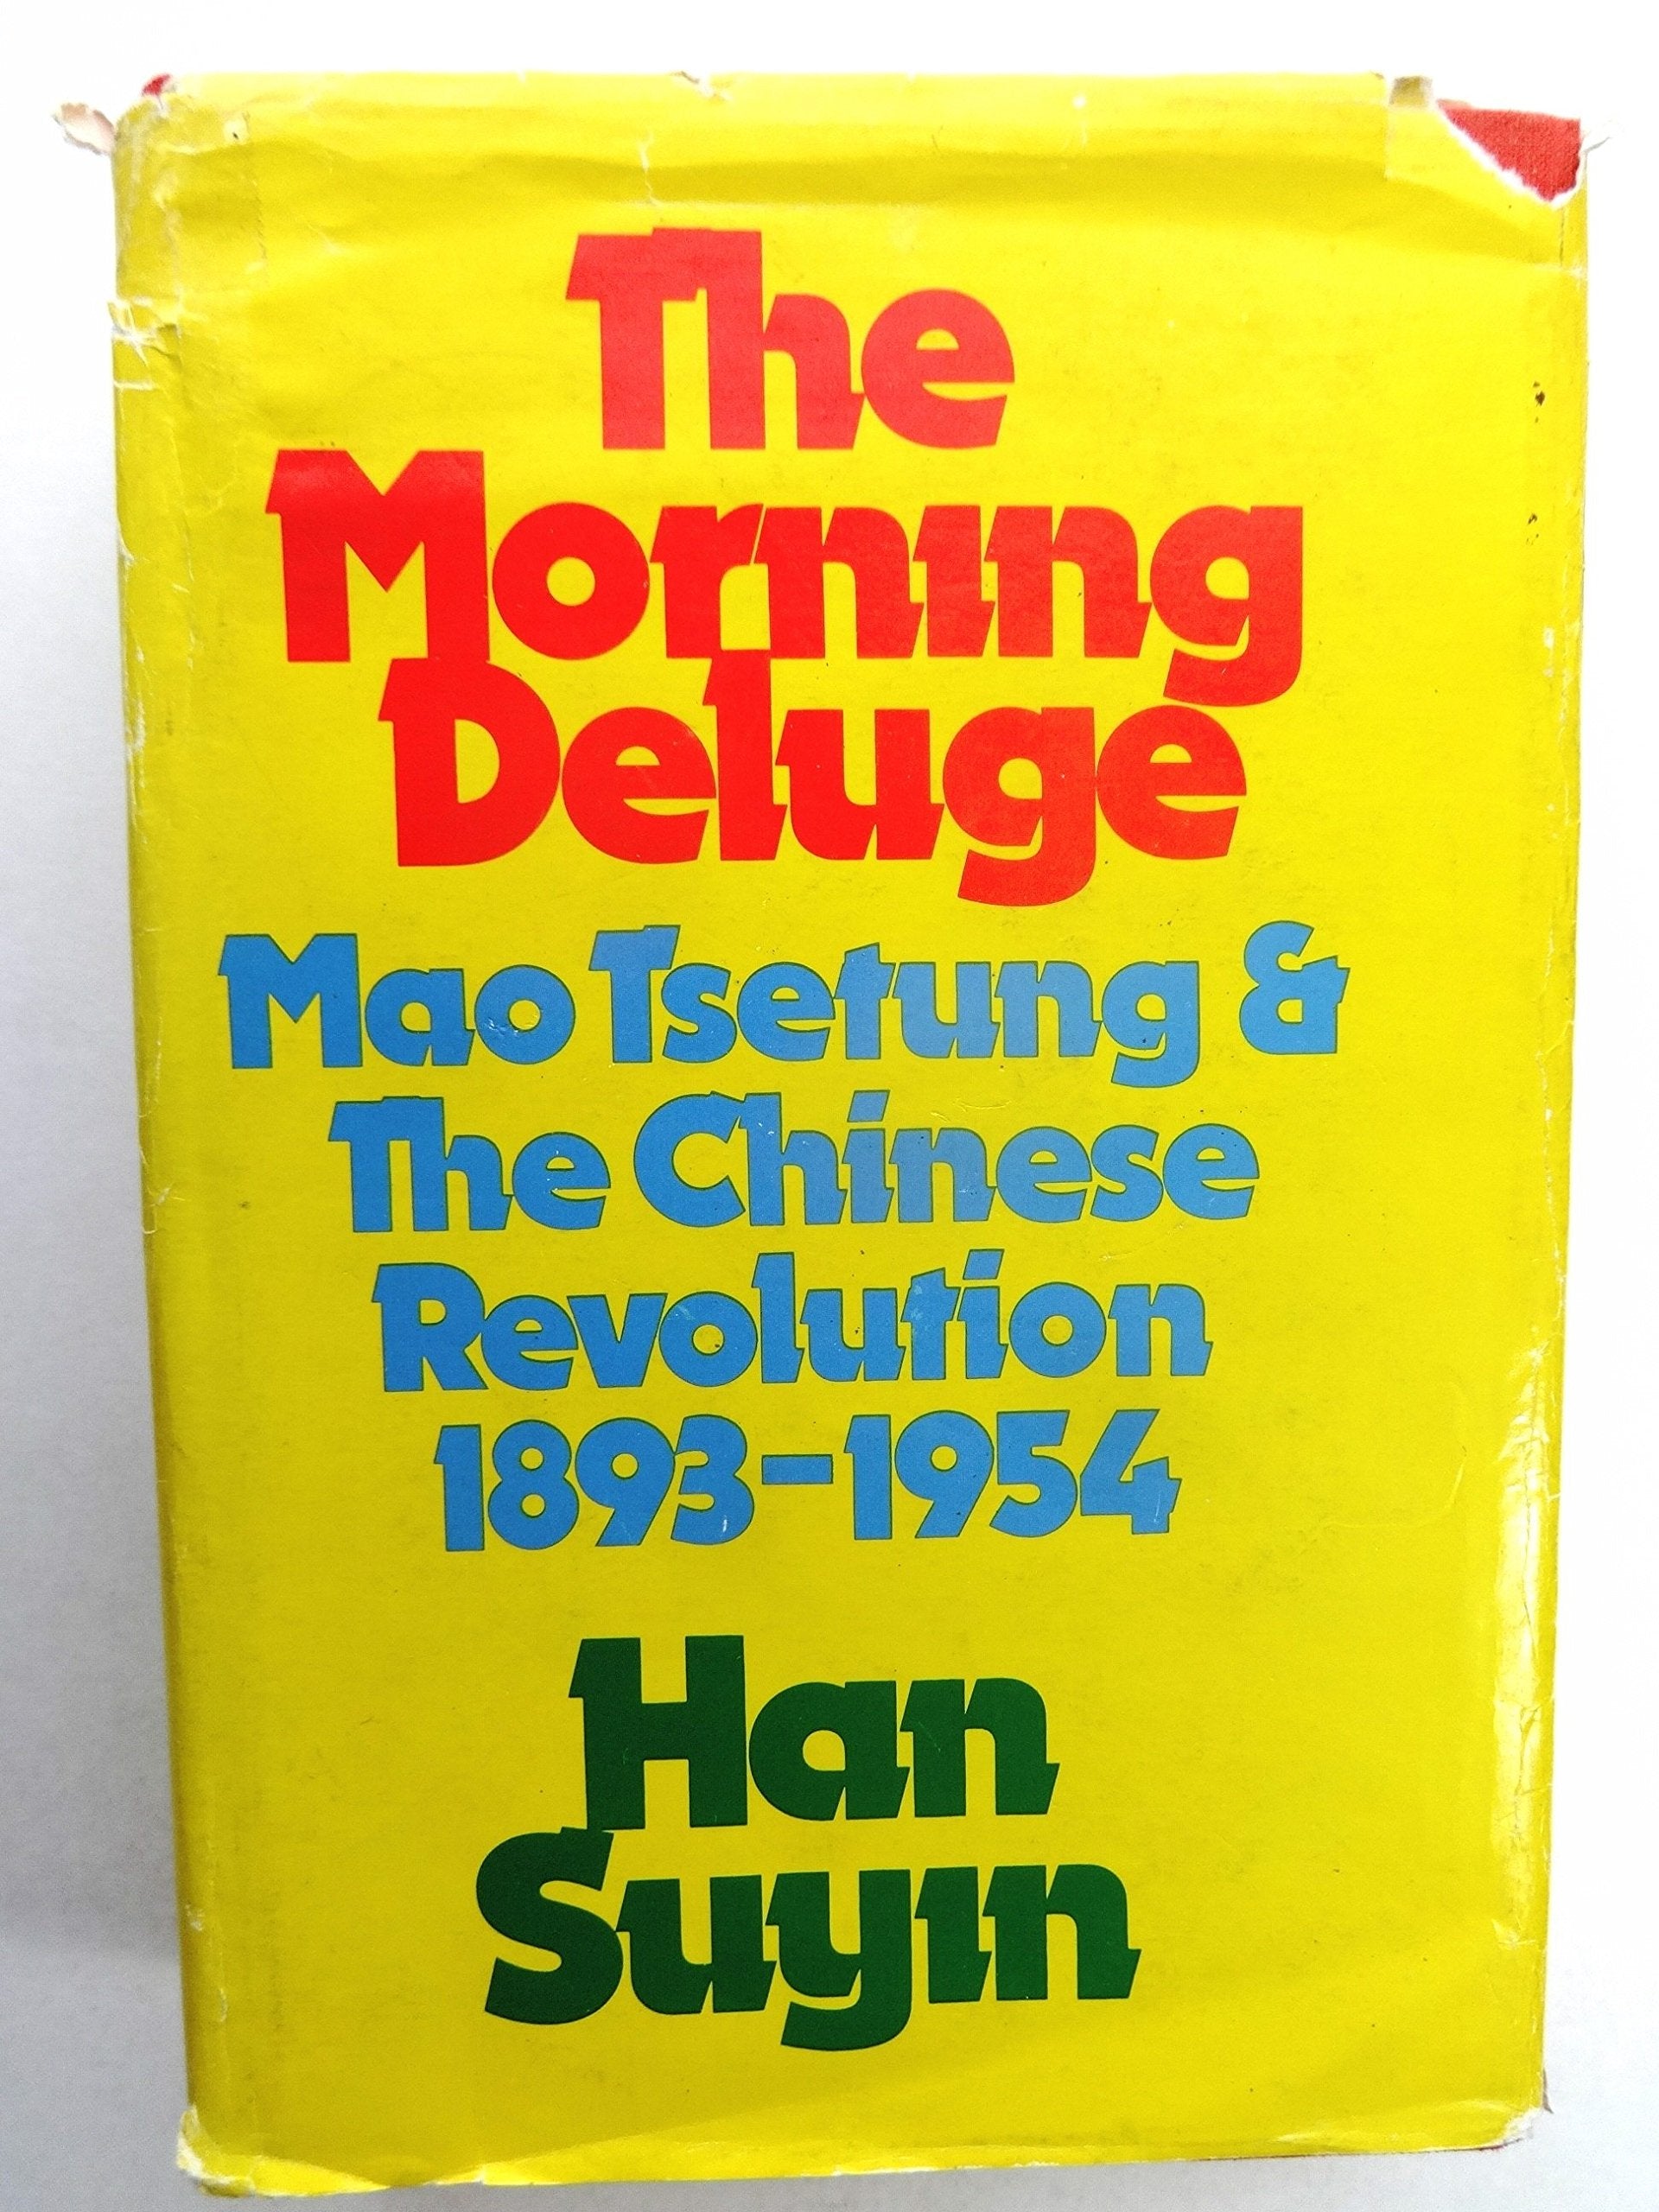 The
Morning
Deluge
Mao Tsetung &
The Chinese
Revolution
1893–1954
Han
Suyin